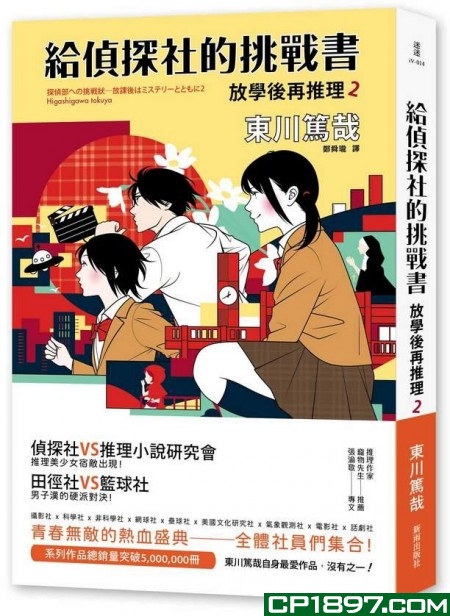 給偵探社的挑戰書
探偵部への挑戦状─放課後はミステリーとともに2
Higashigawa tokuya
放學後再推理2
東川篤哉
鄭舜瓏 譯
偵探社VS推理小說研究會
推理美少女宿敵出現!
田徑社VS籃球社
男子漢的硬派對決!
推理作家
寵物先生 推薦
張渝歌 專文
攝影社 x 科學社 x 非科學社 x 網球社 x 壘球社 x 美國文化研究社 x 氣象觀測社 x 電影社 x 話劇社
青春無敵的熱血盛典──全體社員們集合!
系列作品總銷量突破5,000,000冊
東川篤哉自身最愛作品,沒有之一!
迷迷
iV-018
給偵探社的挑戰書
放學後再推理2
東川篤哉
新雨出版社
CP1897.COM